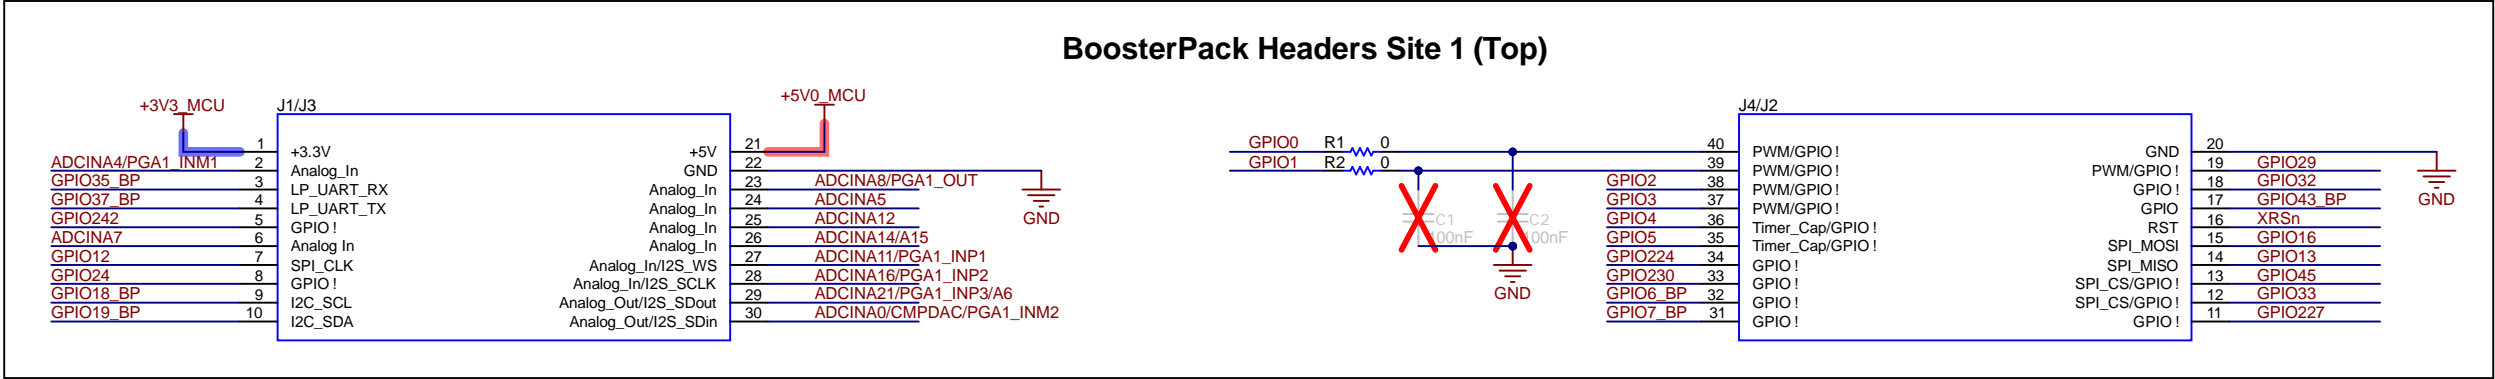 BoosterPack Headers Site 1 (Top)
+3V3_MCU
J1/J3
+5V0_MCU
1 +3.3V
ADCINA4/PGA1_INM1 2 Analog_In
GPIO35_BP 3 LP_UART_RX
GPIO37_BP 4 LP_UART_TX
GPIO242 5 GPIO !
ADCINA7 6 Analog In
GPIO12 7 SPI_CLK
GPIO24 8 GPIO !
GPIO18_BP 9 I2C_SCL
GPIO19_BP 10 I2C_SDA
+5V 21
GND 22
Analog_In 23 ADCINA8/PGA1_OUT
Analog_In 24 ADCINA5
Analog_In 25 ADCINA12
Analog_In 26 ADCINA14/A15
Analog_In/I2S_WS 27 ADCINA11/PGA1_INP1
Analog_In/I2S_SCLK 28 ADCINA16/PGA1_INP2
Analog_Out/I2S_SDout 29 ADCINA21/PGA1_INP3/A6
Analog_Out/I2S_SDin 30 ADCINA0/CMPDAC/PGA1_INM2
GND
J4/J2
GPIO0 R1 0 40 PWM/GPIO !
GPIO1 R2 0 39 PWM/GPIO !
GPIO2 38 PWM/GPIO !
GPIO3 37 PWM/GPIO !
GPIO4 36 Timer_Cap/GPIO !
GPIO5 35 Timer_Cap/GPIO !
GPIO224 34 GPIO !
GPIO230 33 GPIO !
GPIO6_BP 32 GPIO !
GPIO7_BP 31 GPIO !
C1
100nF
C2
100nF
GND
GND 20
PWM/GPIO ! 19 GPIO29
GPIO ! 18 GPIO32
GPIO 17 GPIO43_BP
RST 16 XRSn
SPI_MOSI 15 GPIO16
SPI_MISO 14 GPIO13
SPI_CS/GPIO ! 13 GPIO45
SPI_CS/GPIO ! 12 GPIO33
GPIO ! 11 GPIO227
GND